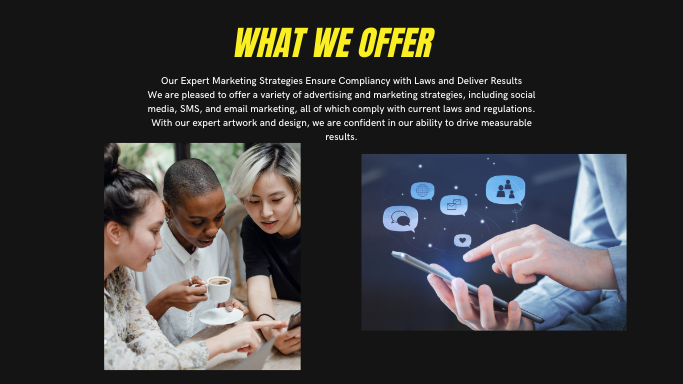 WHAT WE OFFER
Our Expert Marketing Strategies Ensure Compliancy with Laws and Deliver Results
We are pleased to offer a variety of advertising and marketing strategies, including social
media, SMS, and email marketing, all of which comply with current laws and regulations.
With our expert artwork and design, we are confident in our ability to drive measurable
results.